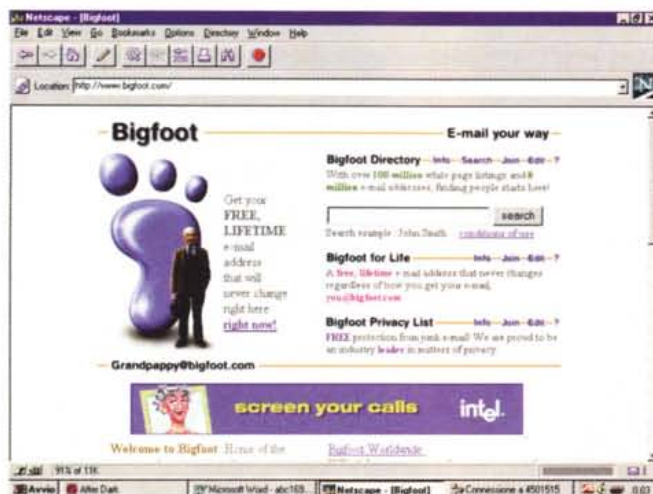 Netscape - [Bigfoot]
File Edit View Go Bookmarks Options Directory Window Help
Location: http://www.bigfoot.com/
N
Bigfoot
E-mail your way
Get your
FREE,
LIFETIME
e-mail
address
that will
never change
right here
right now!
Bigfoot Directory Info Search Join Edit ?
With over 100 million white page listings and 8
million e-mail addresses, finding people starts here!
search
Search example : John Smith conditions of use
Bigfoot for Life Info Join Edit ?
A free, lifetime e-mail address that never changes
regardless of how you get your e-mail,
you@bigfoot.com
Bigfoot Privacy List Info Join Edit ?
FREE protection from junk e-mail! We are proud to be
an industry leader in matters of privacy.
Grandpappy@bigfoot.com
screen your calls intel.
Welcome to Bigfoot Home of the
Bigfoot Worldwide
91% of 11K
Avvio After Dark Microsoft Word - abc169... Netscape - [Bigfoot] Connessione a 4501515 0.03